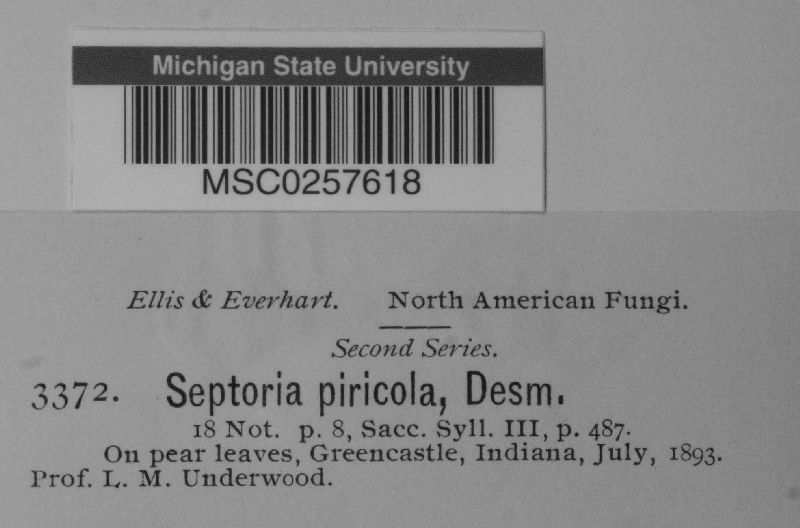 Michigan State University
MSC0257618
Ellis & Everhart. North American Fungi.
Second Series.
3372. Septoria piricola, Desm.
18 Not. p. 8, Sacc. Syll. III, p. 487.
On pear leaves, Greencastle, Indiana, July, 1893.
Prof. L. M. Underwood.